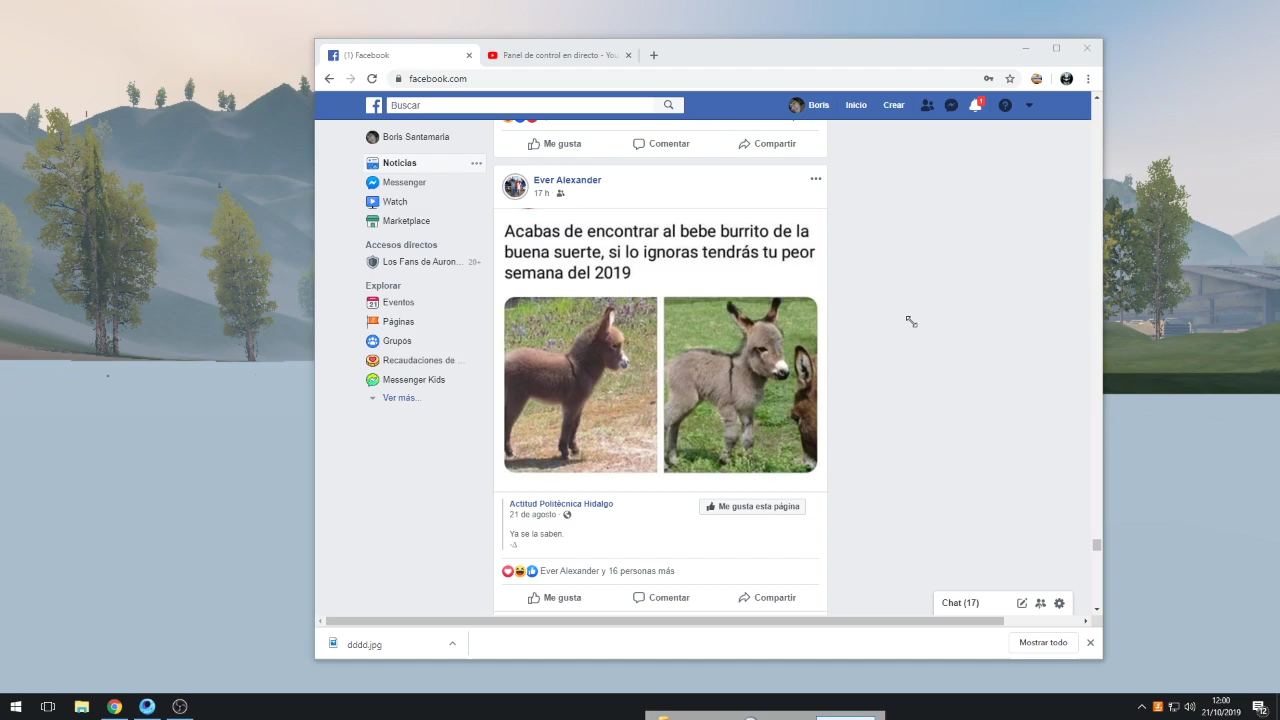 (1) Facebook
Panel de control en directo - You
facebook.com
Buscar
Boris
Inicio
Crear
1
Boris Santamaria
Me gusta
Comentar
Compartir
Noticias
Messenger
Watch
Marketplace
Accesos directos
Los Fans de Auron...
20+
Explorar
21
Eventos
Páginas
Grupos
Recaudaciones de ...
Messenger Kids
Ver más...
Ever Alexander
17 h
Acabas de encontrar al bebe burrito de la
buena suerte, si lo ignoras tendrás tu peor
semana del 2019
Actitud Politécnica Hidalgo
21 de agosto ·
Me gusta esta página
Ya se la saben.
-Δ
Ever Alexander y 16 personas más
Me gusta
Comentar
Compartir
Chat (17)
dddd.jpg
Mostrar todo
12:00
21/10/2019
12